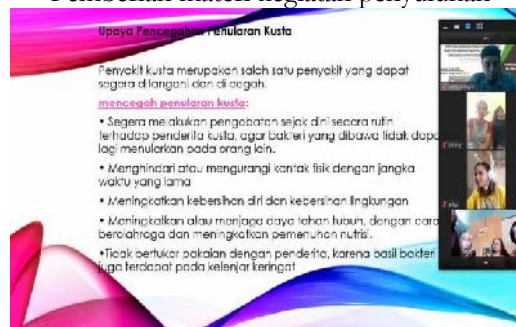 Pemberian materi kegiatan penyuluhan
Upaya Pencegahan Penularan Kusta
Penyakit kusta merupakan salah satu penyakit yang dapat
segera ditangani dan di cegah.
mencegah penularan kusta:
• Segera melakukan pengobatan sejak dini secara rutin
terhadap penderita kusta, agar bakteri yang dibawa tidak dapa
lagi menularkan pada orang lain.
• Menghindari atau mengurangi kontak fisik dengan jangka
waktu yang lama
• Meningkatkan kebersihan diri dan kebersihan lingkungan
• Meningkatkan atau menjaga daya tahan tubuh, dengan cara
berolahraga dan meningkatkan pemenuhan nutrisi.
•Tidak bertukar pakaian dengan penderita, karena basil bakteri
juga terdapat pada kelenjar keringat